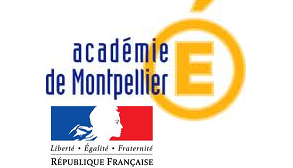 académie
de Montpellier
É
Liberté • Égalité • Fraternité
RÉPUBLIQUE FRANÇAISE